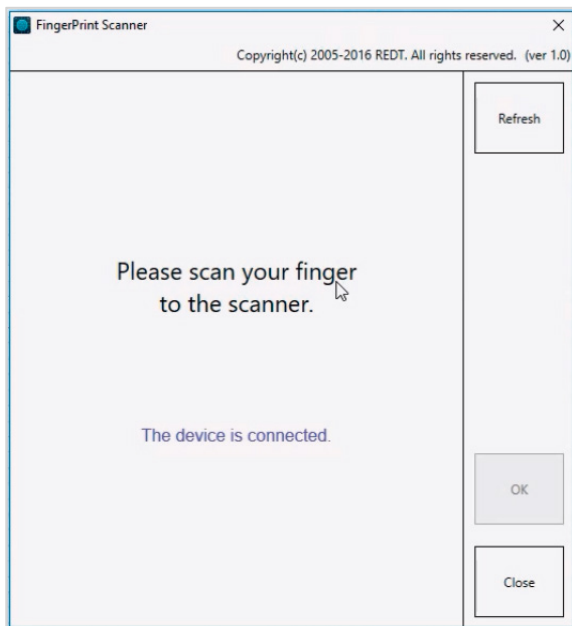 FingerPrint Scanner
Copyright(c) 2005-2016 REDT. All rights reserved. (ver 1.0)
Refresh
Please scan your finger
to the scanner.
The device is connected.
OK
Close